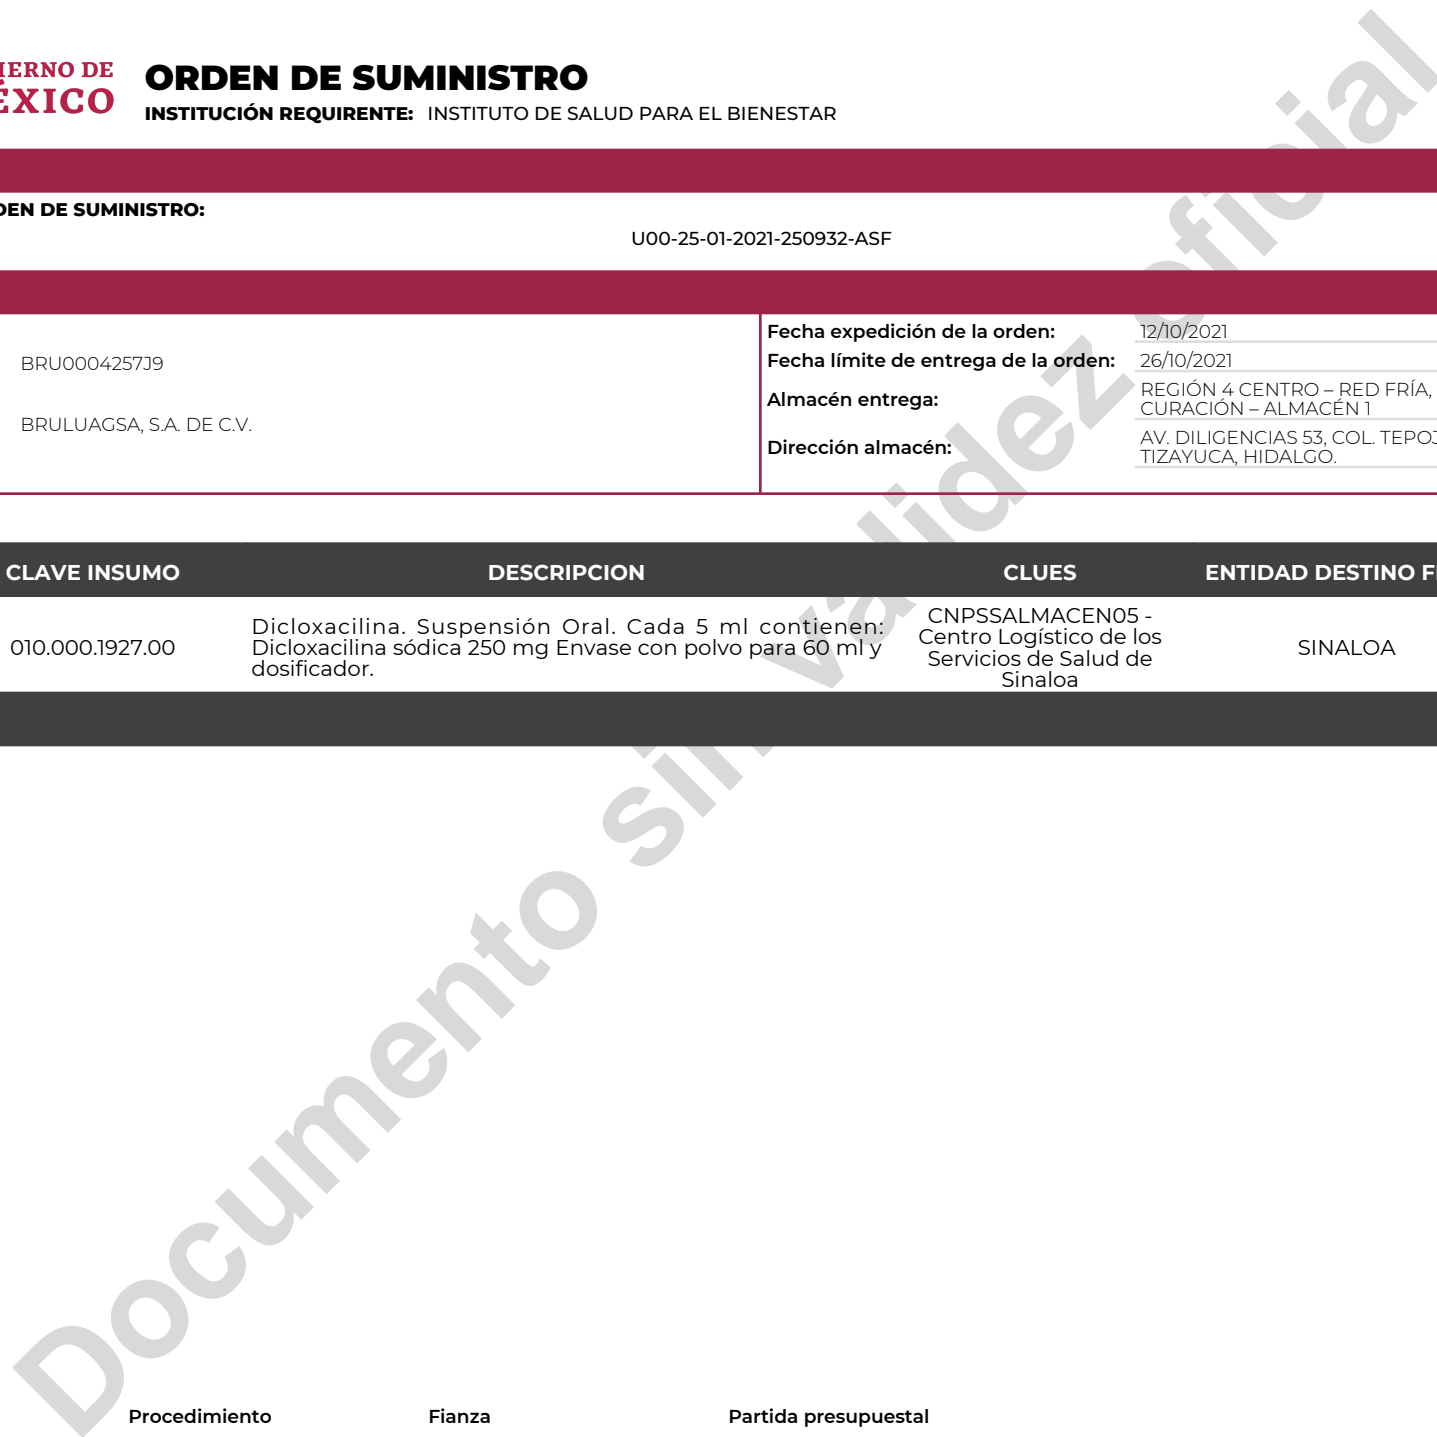 IERNO DE
ÉXICO
ORDEN DE SUMINISTRO
INSTITUCIÓN REQUIRENTE: INSTITUTO DE SALUD PARA EL BIENESTAR
DEN DE SUMINISTRO:
U00-25-01-2021-250932-ASF
BRU0004257J9
BRULUAGSA, S.A. DE C.V.
Fecha expedición de la orden: 12/10/2021
Fecha límite de entrega de la orden: 26/10/2021
Almacén entrega: REGIÓN 4 CENTRO – RED FRÍA,
CURACIÓN – ALMACÉN 1
Dirección almacén: AV. DILIGENCIAS 53, COL. TEPOJ
TIZAYUCA, HIDALGO.
CLAVE INSUMO DESCRIPCION CLUES ENTIDAD DESTINO F
010.000.1927.00
Dicloxacilina. Suspensión Oral. Cada 5 ml contienen:
Dicloxacilina sódica 250 mg Envase con polvo para 60 ml y
dosificador.
CNPSSALMACEN05 -
Centro Logístico de los
Servicios de Salud de
Sinaloa
SINALOA
Documento sin validez oficial
Procedimiento Fianza Partida presupuestal